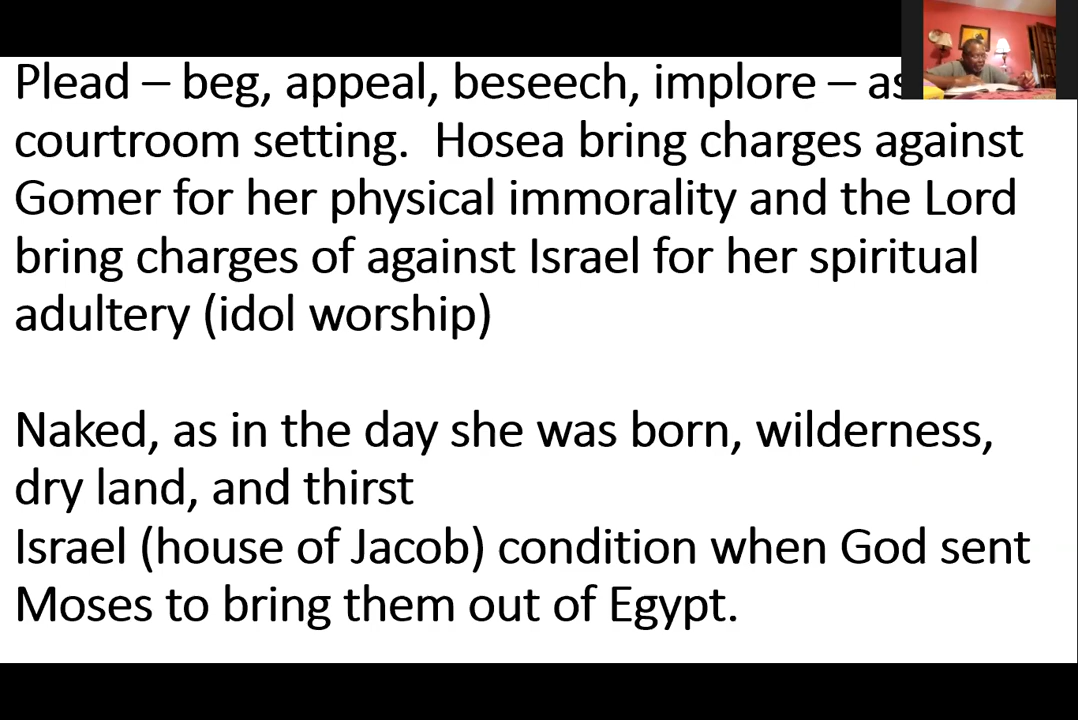 Plead – beg, appeal, beseech, implore –
courtroom setting.  Hosea bring charges against
Gomer for her physical immorality and the Lord
bring charges of against Israel for her spiritual
adultery (idol worship)
Naked, as in the day she was born, wilderness,
dry land, and thirst
Israel (house of Jacob) condition when God sent
Moses to bring them out of Egypt.